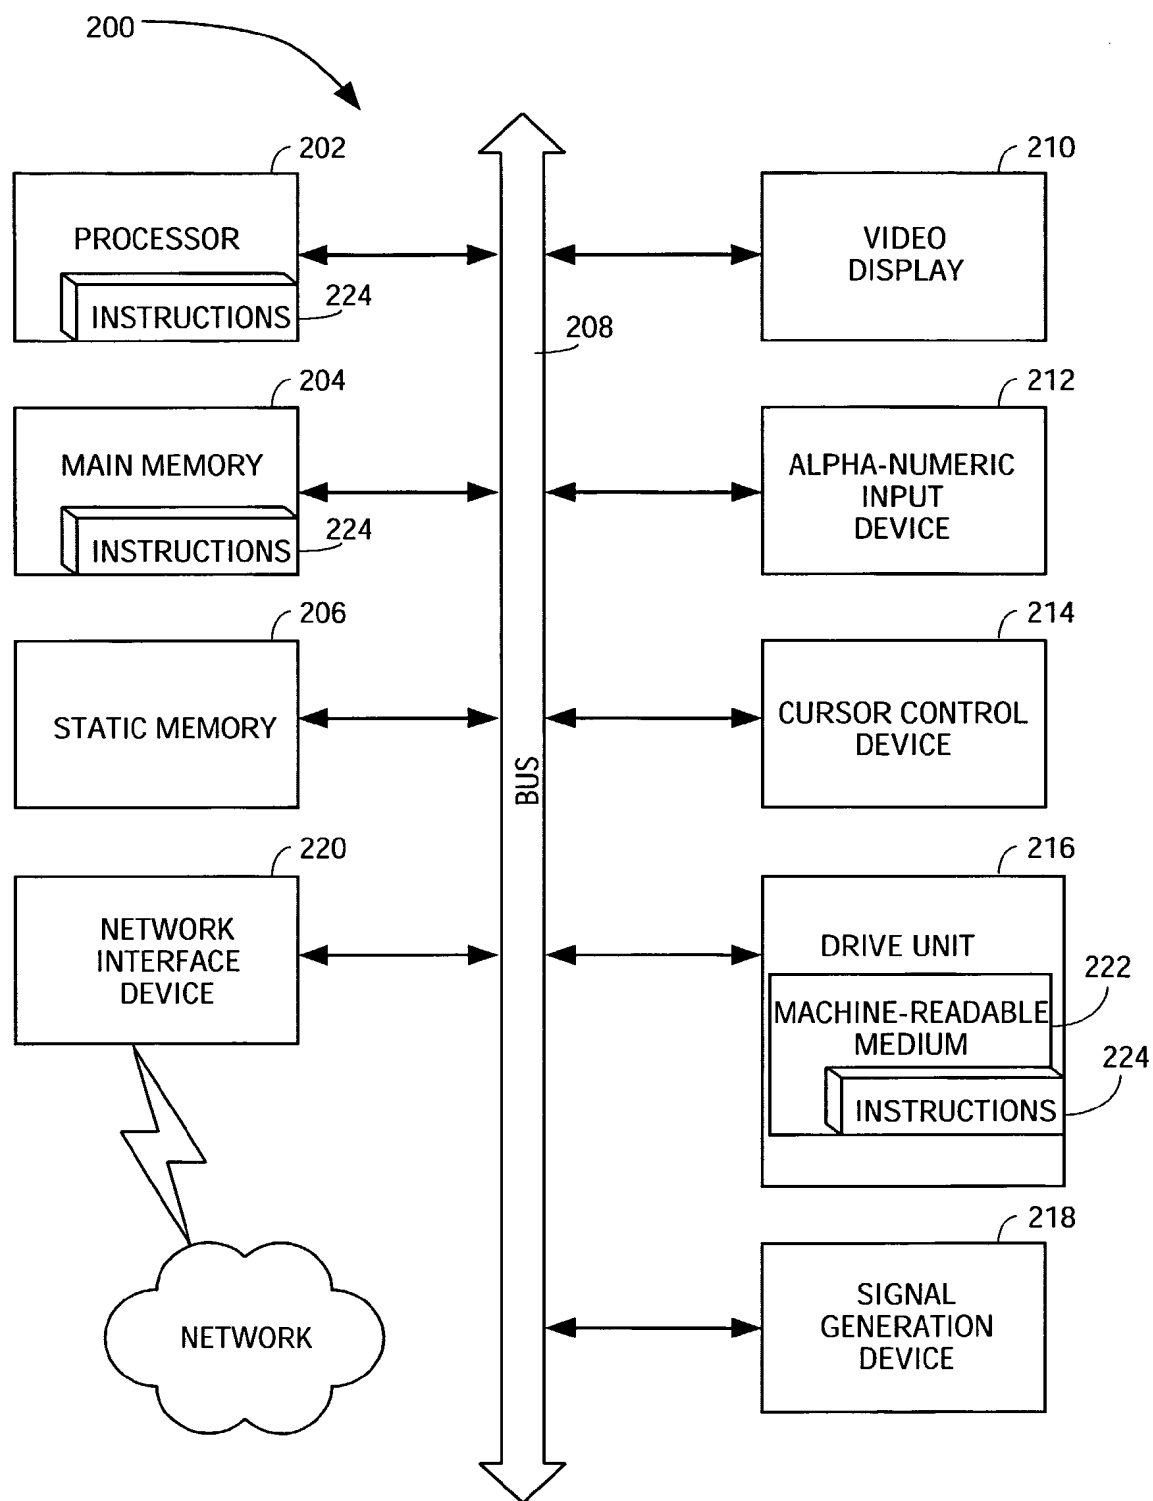 200
202
PROCESSOR
INSTRUCTIONS
224
204
MAIN MEMORY
INSTRUCTIONS
224
206
STATIC MEMORY
220
NETWORK
INTERFACE
DEVICE
NETWORK
208
BUS
210
VIDEO
DISPLAY
212
ALPHA-NUMERIC
INPUT
DEVICE
214
CURSOR CONTROL
DEVICE
216
DRIVE UNIT
222
MACHINE-READABLE
MEDIUM
224
INSTRUCTIONS
218
SIGNAL
GENERATION
DEVICE